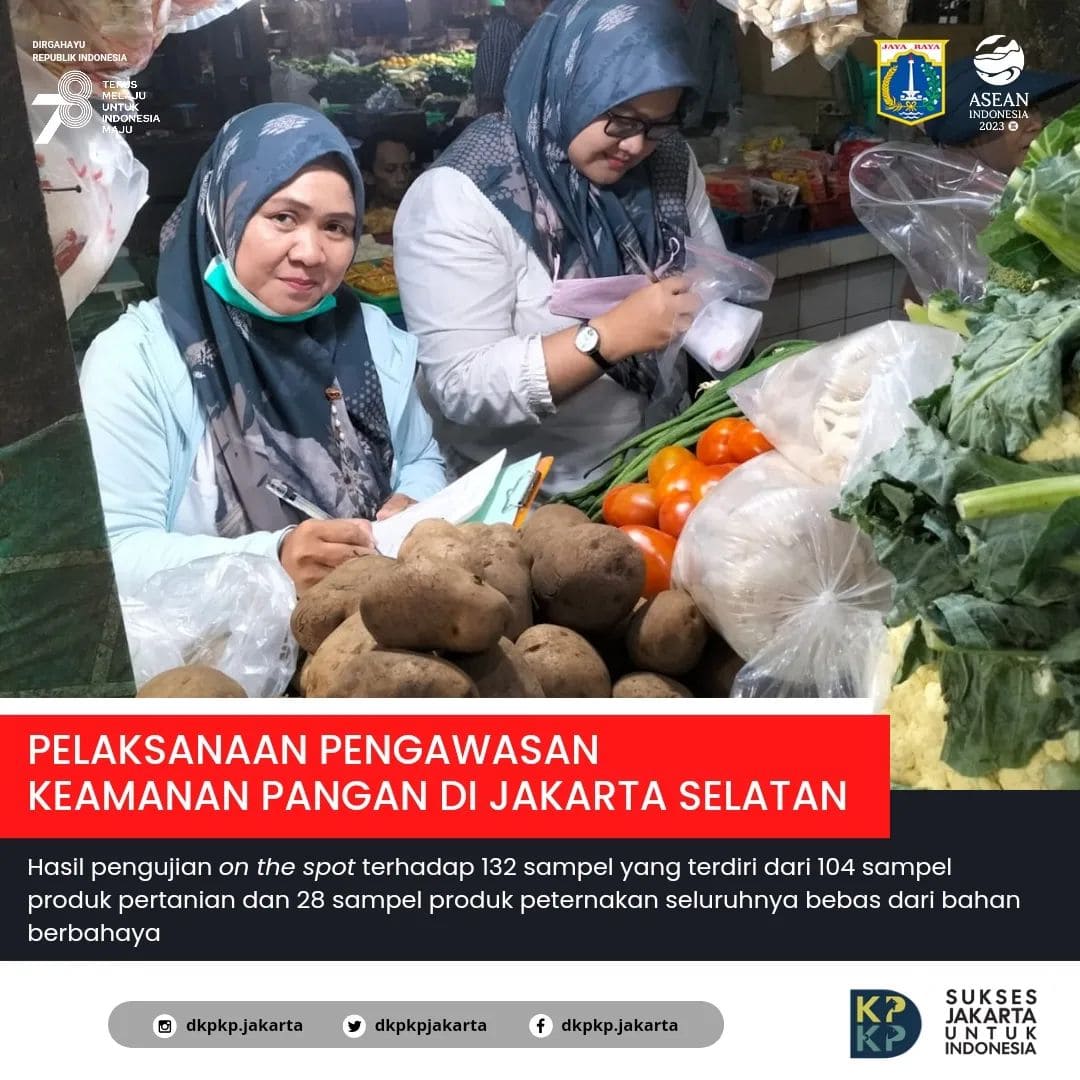 DIRGAHAYU
REPUBLIK INDONESIA
78
TERUS
MELAJU
UNTUK
INDONESIA
MAJU
JAYA RAYA
ASEAN
INDONESIA
2023
PELAKSANAAN PENGAWASAN
KEAMANAN PANGAN DI JAKARTA SELATAN
Hasil pengujian on the spot terhadap 132 sampel yang terdiri dari 104 sampel
produk pertanian dan 28 sampel produk peternakan seluruhnya bebas dari bahan
berbahaya
dkpkp.jakarta
dkpkpjakarta
dkpkp.jakarta
KP
KP
SUKSES
JAKARTA
UNTUK
INDONESIA